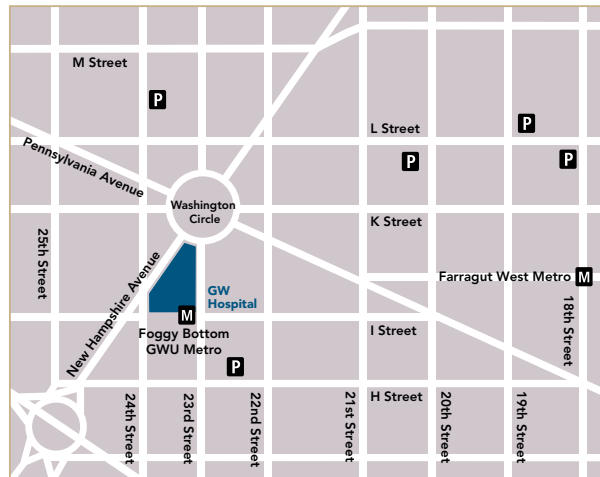 M Street
P
P
L Street
P
P
Pennsylvania Avenue
Washington
Circle
K Street
25th Street
New Hampshire Avenue
GW
Hospital
Farragut West Metro
M
M
18th Street
Foggy Bottom
GWU Metro
I Street
P
H Street
24th Street
23rd Street
22nd Street
21st Street
20th Street
19th Street